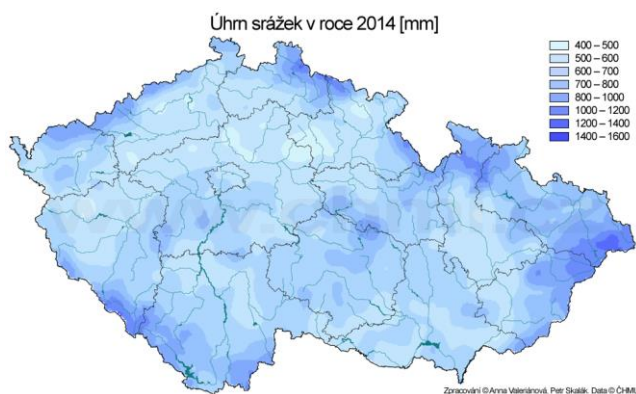 Úhrn srážek v roce 2014 [mm]
400 – 500
500 – 600
600 – 700
700 – 800
800 – 1000
1000 – 1200
1200 – 1400
1400 – 1600
Zpracování © Anna Valeriánová, Petr Skalák, Data © ČHMÚ